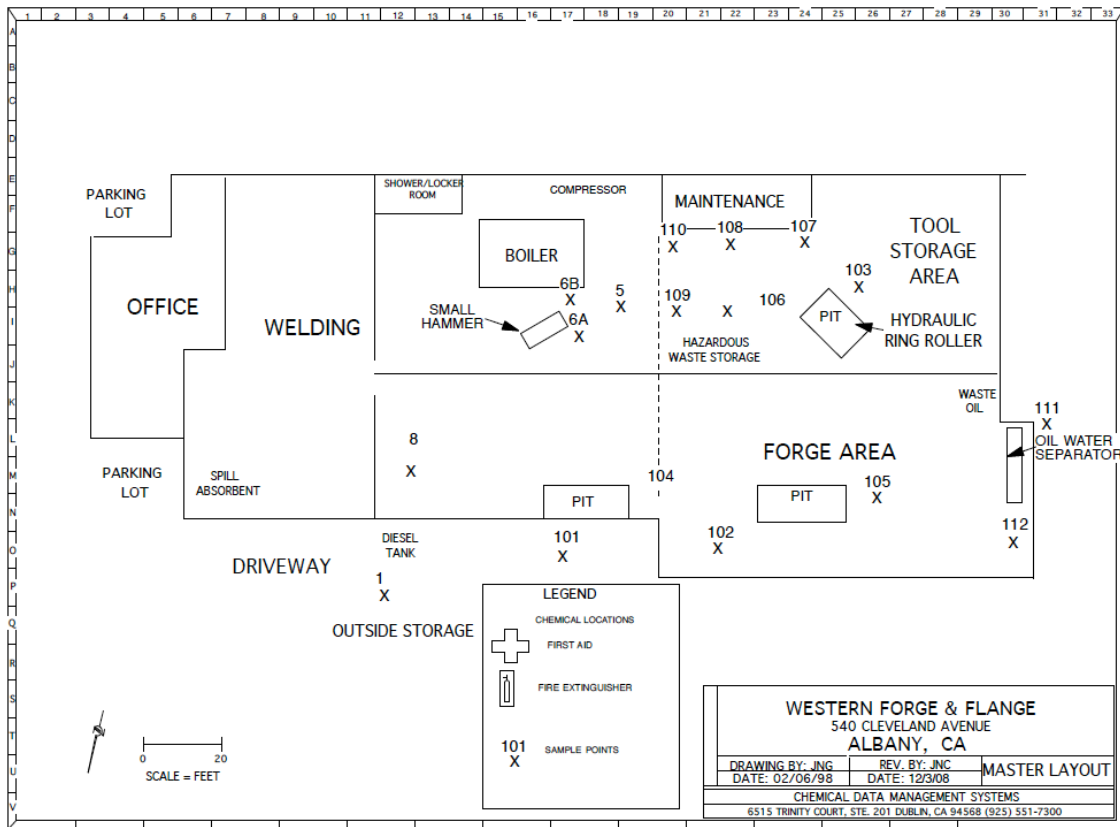 1 2 3 4 5 6 7 8 9 10 11 12 13 14 15 16 17 18 19 20 21 22 23 24 25 26 27 28 29 30 31 32 33
A
B
C
D
E
F
G
H
I
J
K
L
M
N
O
P
Q
R
S
T
U
V
PARKING
LOT
SHOWER/LOCKER
ROOM
COMPRESSOR
MAINTENANCE
110
108
107
X
X
X
TOOL
STORAGE
AREA
BOILER
OFFICE
WELDING
SMALL
HAMMER
6B
X
6A
X
5
X
109
X
X
106
103
X
PIT
HYDRAULIC
RING ROLLER
HAZARDOUS
WASTE STORAGE
WASTE
OIL
111
X
OIL WATER
SEPARATOR
PARKING
LOT
SPILL
ABSORBENT
8
X
104
FORGE AREA
PIT
PIT
105
X
102
X
112
X
DIESEL
TANK
101
X
DRIVEWAY
1
X
OUTSIDE STORAGE
LEGEND
CHEMICAL LOCATIONS
FIRST AID
FIRE EXTINGUISHER
101
X
SAMPLE POINTS
N
0 20
SCALE = FEET
WESTERN FORGE & FLANGE
540 CLEVELAND AVENUE
ALBANY, CA
DRAWING BY: JNG
DATE: 02/06/98
REV. BY: JNC
DATE: 12/3/08
MASTER LAYOUT
CHEMICAL DATA MANAGEMENT SYSTEMS
6515 TRINITY COURT, STE. 201 DUBLIN, CA 94568 (925) 551-7300